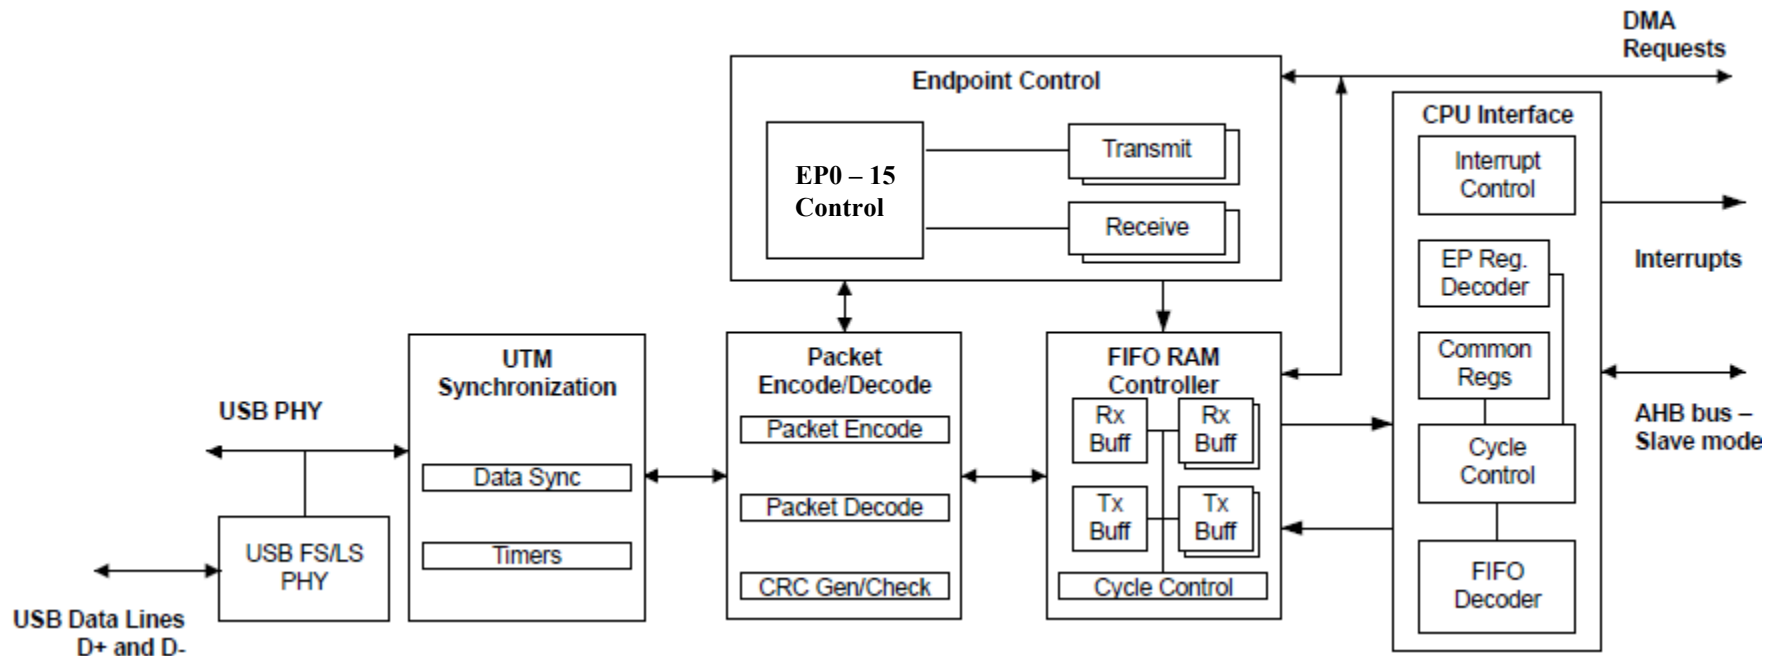 DMA
Requests
Endpoint Control
CPU Interface
EP0 – 15
Control
Transmit
Receive
Interrupt
Control
EP Reg.
Decoder
Interrupts
UTM
Synchronization
Packet
Encode/Decode
FIFO RAM
Controller
Common
Regs
USB PHY
Rx
Buff
Rx
Buff
AHB bus –
Slave mode
Packet Encode
Cycle
Control
Data Sync
Packet Decode
Tx
Buff
Tx
Buff
USB FS/LS
PHY
Timers
CRC Gen/Check
Cycle Control
FIFO
Decoder
USB Data Lines
D+ and D-